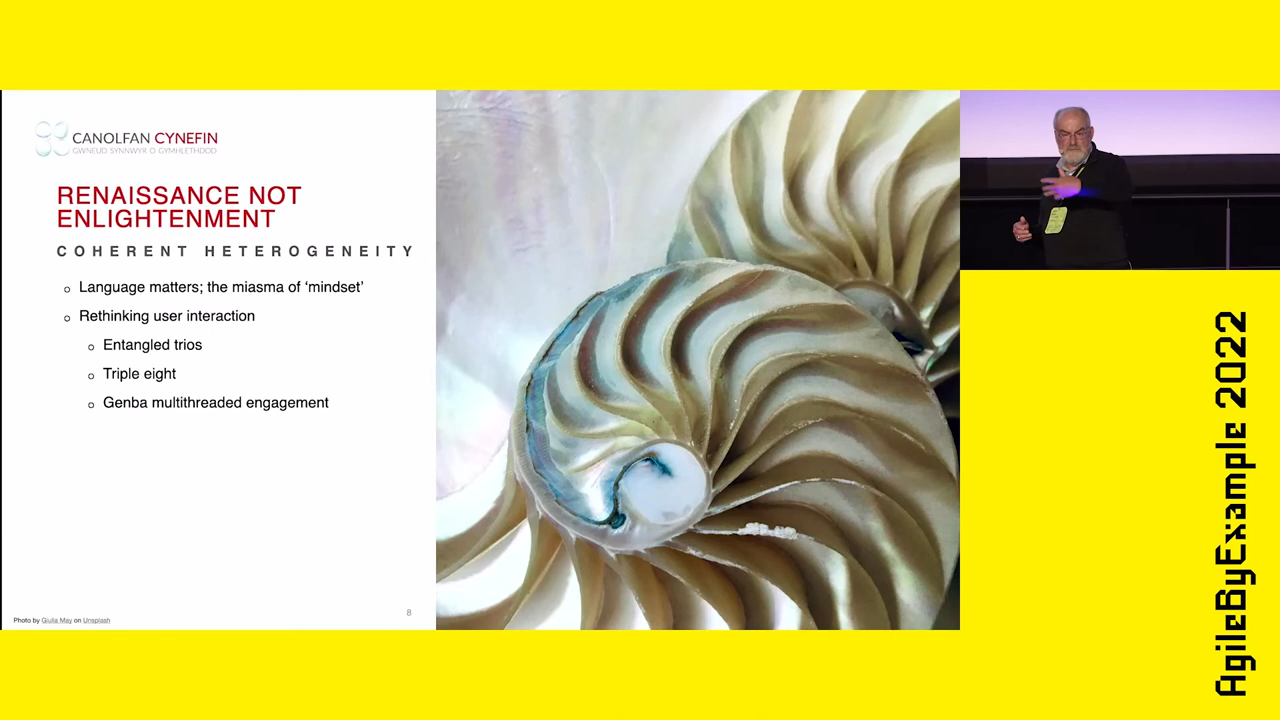 CANOLFAN CYNEFIN
GWNEUD SYNNWYR O GYMHLETHDOD
RENAISSANCE NOT
ENLIGHTENMENT
COHERENT HETEROGENEITY
Language matters; the miasma of ‘mindset’
Rethinking user interaction
Entangled trios
Triple eight
Genba multithreaded engagement
8
Photo by Giulia May on Unsplash
AgileByExample 2022